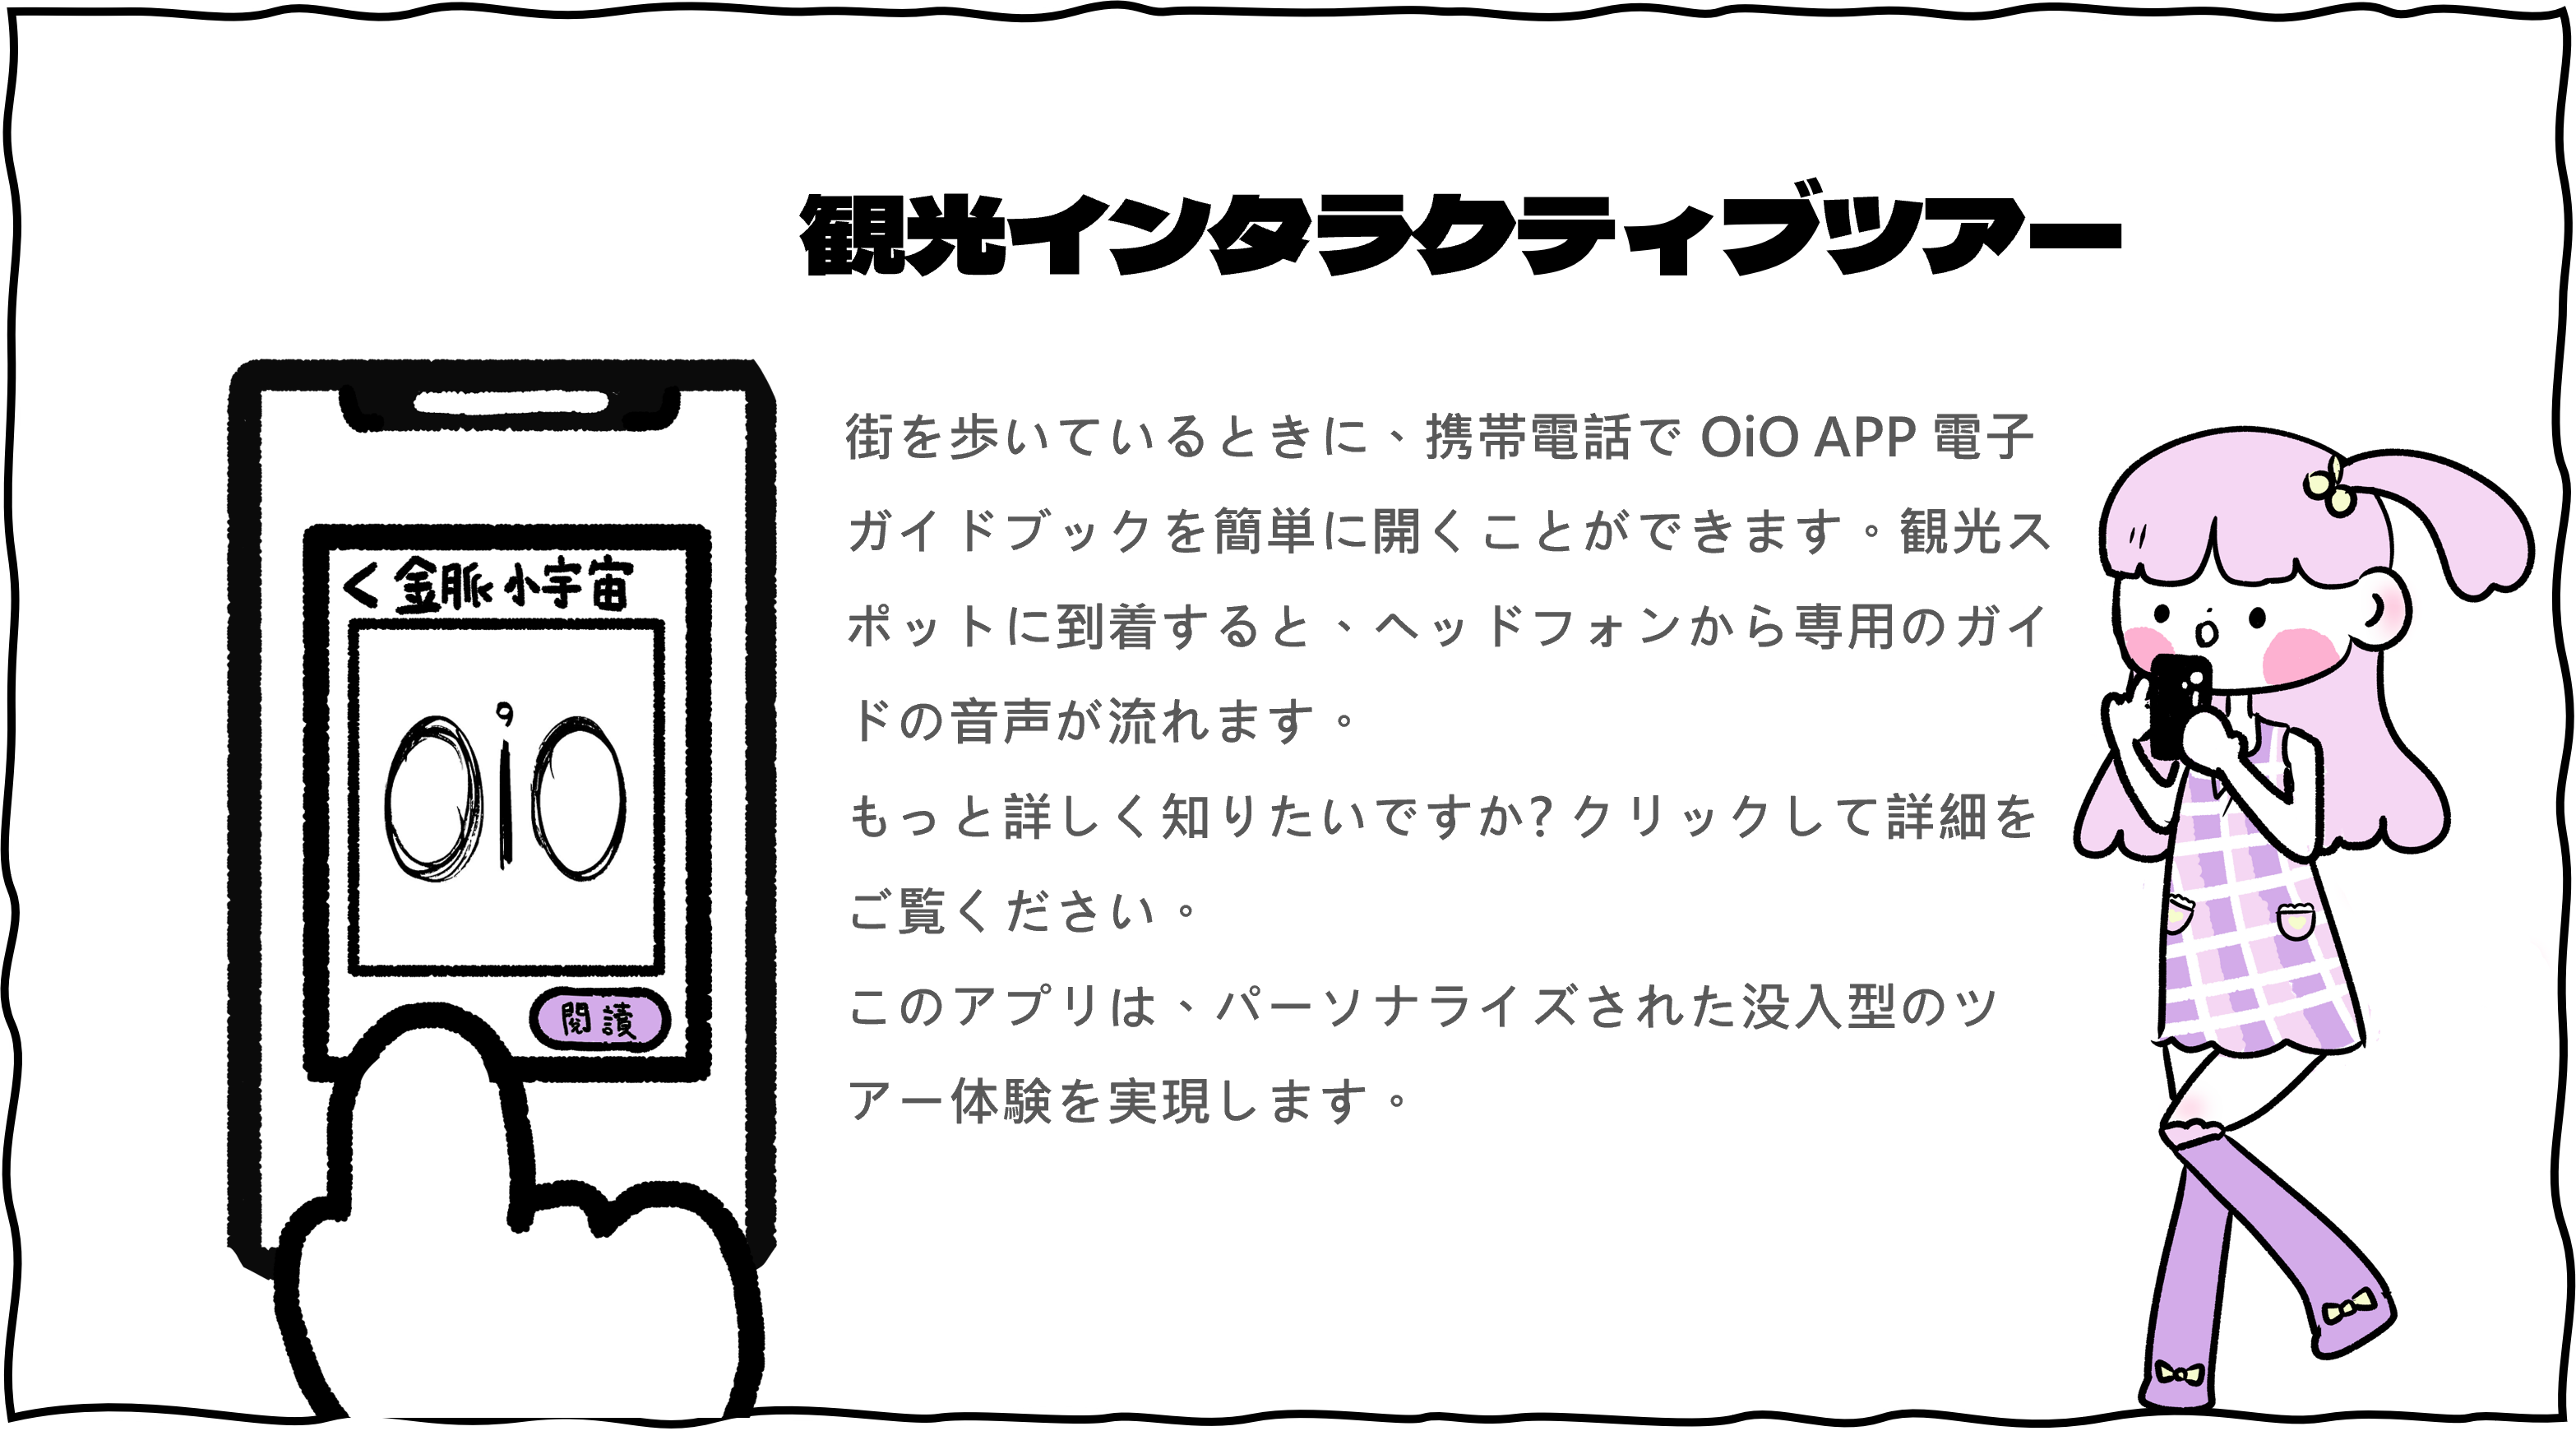 観光インタラクティブツアー
街を歩いているときに、携帯電話で OiO APP 電子
ガイドブックを簡単に開くことができます。観光ス
ポットに到着すると、ヘッドフォンから専用のガイ
ドの音声が流れます。
もっと詳しく知りたいですか? クリックして詳細を
ご覧ください。
このアプリは、パーソナライズされた没入型のツ
アー体験を実現します。
< 金脈小宇宙
OiO
閱讀